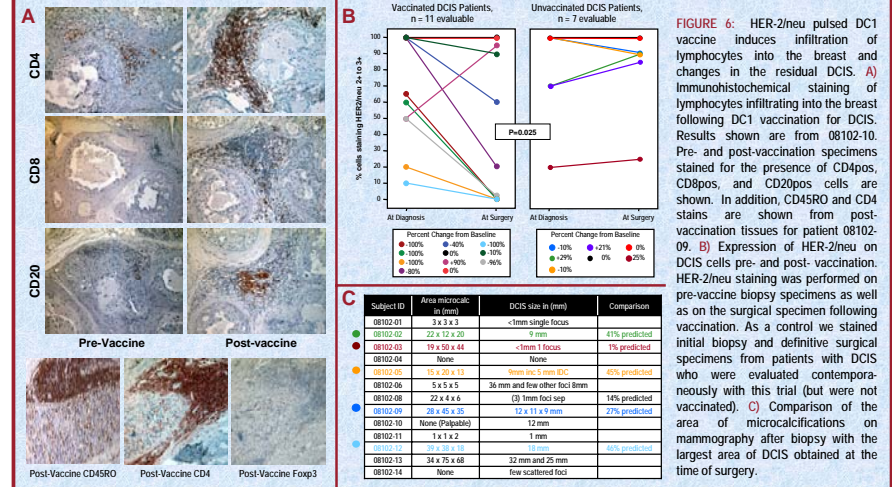 A
CD4
CD8
CD20
Pre-Vaccine
Post-vaccine
Post-Vaccine CD45RO
Post-Vaccine CD4
Post-Vaccine Foxp3
B
Vaccinated DCIS Patients,
n = 11 evaluable
Unvaccinated DCIS Patients,
n = 7 evaluable
% cells staining HER2/neu 2+ to 3+
100
90
80
70
60
50
40
30
20
10
0
P=0.025
At Diagnosis
At Surgery
At Diagnosis
At Surgery
Percent Change from Baseline
-100% -40% -100%
-100% 0% -10%
-100% +90% -96%
-80% 0%
Percent Change from Baseline
-10% +21% 0%
+29% 0% 25%
-10%
C
Subject ID Area microcalc in (mm) DCIS size in (mm) Comparison
08102-01 3 x 3 x 3 <1mm single focus
08102-02 22 x 12 x 20 9 mm 41% predicted
08102-03 19 x 50 x 44 <1mm 1 focus 1% predicted
08102-04 None None
08102-05 15 x 20 x 13 9mm inc 5 mm IDC 45% predicted
08102-06 5 x 5 x 5 36 mm and few other foci 8mm
08102-08 22 x 4 x 6 (3) 1mm foci sep 14% predicted
08102-09 28 x 45 x 35 12 x 11 x 9 mm 27% predicted
08102-10 None (Palpable) 12 mm
08102-11 1 x 1 x 2 1 mm
08102-12 39 x 38 x 18 18 mm 46% predicted
08102-13 34 x 75 x 68 32 mm and 25 mm
08102-14 None few scattered foci
FIGURE 6: HER-2/neu pulsed DC1
vaccine induces infiltration of
lymphocytes into the breast and
changes in the residual DCIS. A)
Immunohistochemical staining of
lymphocytes infiltrating into the breast
following DC1 vaccination for DCIS.
Results shown are from 08102-10.
Pre- and post-vaccination specimens
stained for the presence of CD4pos,
CD8pos, and CD20pos cells are
shown. In addition, CD45RO and CD4
stains are shown from post-
vaccination tissues for patient 08102-
09. B) Expression of HER-2/neu on
DCIS cells pre- and post- vaccination.
HER-2/neu staining was performed on
pre-vaccine biopsy specimens as well
as on the surgical specimen following
vaccination. As a control we stained
initial biopsy and definitive surgical
specimens from patients with DCIS
who were evaluated contempora-
neously with this trial (but were not
vaccinated). C) Comparison of the
area of microcalcifications on
mammography after biopsy with the
largest area of DCIS obtained at the
time of surgery.